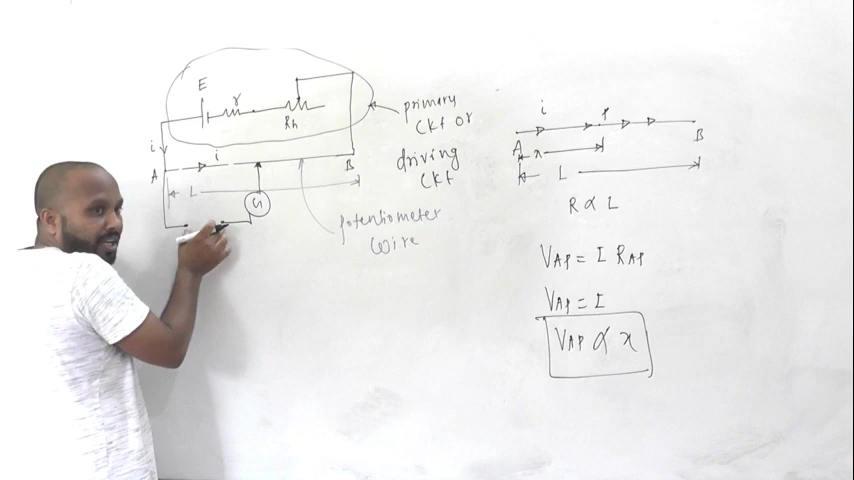 E
r
Rh
i
i
A
B
L
G
primary
Ckt or
driving
Ckt
potentiometer
wire
i
P
A
B
x
L
R ∝ L
VAP = I RAP
VAP = I
VAP ∝ x